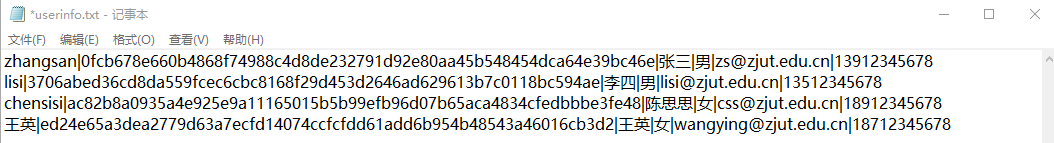 *userinfo.txt - 记事本
文件(F) 编辑(E) 格式(O) 查看(V) 帮助(H)
zhangsan|0fcb678e660b4868f74988c4d8de232791d92e80aa45b548454dca64e39bc46e|张三|男|zs@zjut.edu.cn|13912345678
lisi|3706abed36cd8da559fcec6cbc8168f29d453d2646ad629613b7c0118bc594ae|李四|男|lisi@zjut.edu.cn|13512345678
chensisi|ac82b8a0935a4e925e9a11165015b5b99efb96d07b65aca4834cfedbbbe3fe48|陈思思|女|css@zjut.edu.cn|18912345678
王英|ed24e65a3dea2779d63a7ecfd14074ccfcfdd61add6b954b48543a46016cb3d2|王英|女|wangying@zjut.edu.cn|18712345678